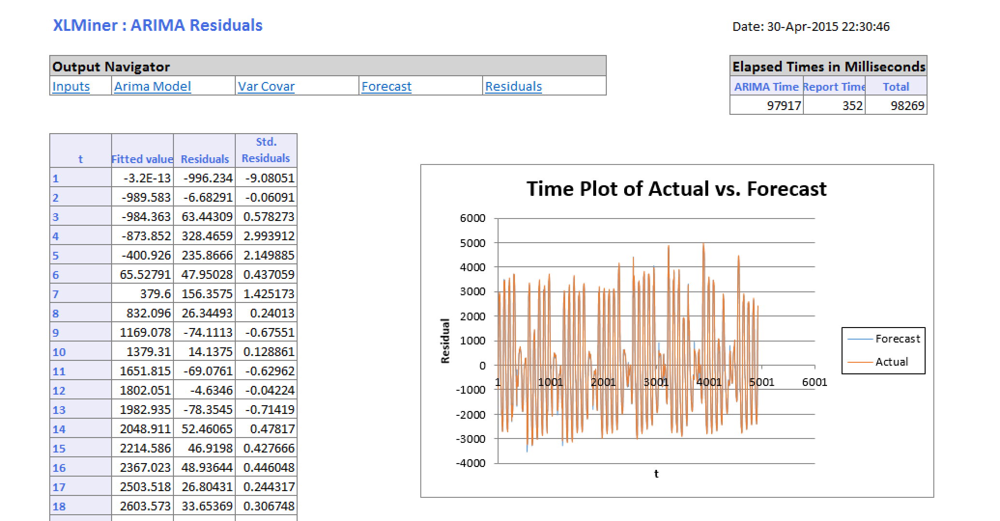 XLMiner : ARIMA Residuals
Date: 30-Apr-2015 22:30:46
Output Navigator
Inputs Arima Model Var Covar Forecast Residuals
Elapsed Times in Milliseconds
ARIMA Time Report Time Total
97917 352 98269
t Fitted value Residuals Std. Residuals
1 -3.2E-13 -996.234 -9.08051
2 -989.583 -6.68291 -0.06091
3 -984.363 63.44309 0.578273
4 -873.852 328.4659 2.993912
5 -400.926 235.8666 2.149885
6 65.52791 47.95028 0.437059
7 379.6 156.3575 1.425173
8 832.096 26.34493 0.24013
9 1169.078 -74.1113 -0.67551
10 1379.31 14.1375 0.128861
11 1651.815 -69.0761 -0.62962
12 1802.051 -4.6346 -0.04224
13 1982.935 -78.3545 -0.71419
14 2048.911 52.46065 0.47817
15 2214.586 46.9198 0.427666
16 2367.023 48.93644 0.446048
17 2503.518 26.80431 0.244317
18 2603.573 33.65369 0.306748
Time Plot of Actual vs. Forecast
6000
5000
4000
3000
2000
1000
0
-1000
-2000
-3000
-4000
Residual
1 1001 2001 3001 4001 5001 6001
t
Forecast
Actual